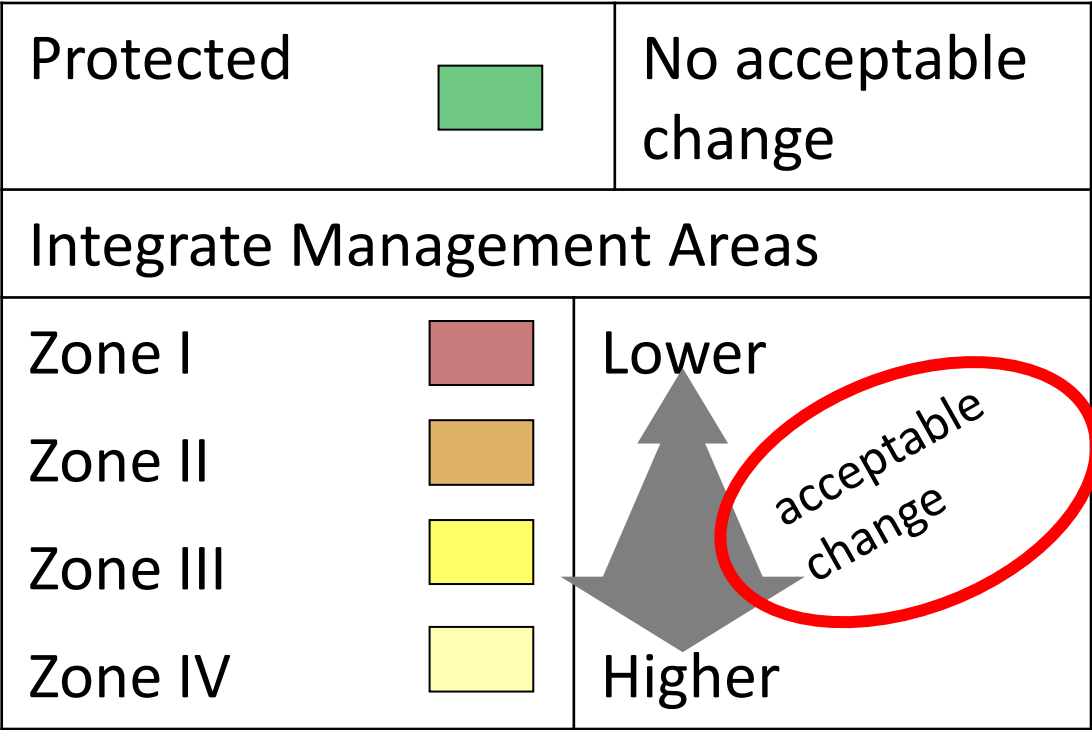 Protected
No acceptable
change
Integrate Management Areas
Zone I
Lower
Zone II
acceptable
change
Zone III
Zone IV
Higher